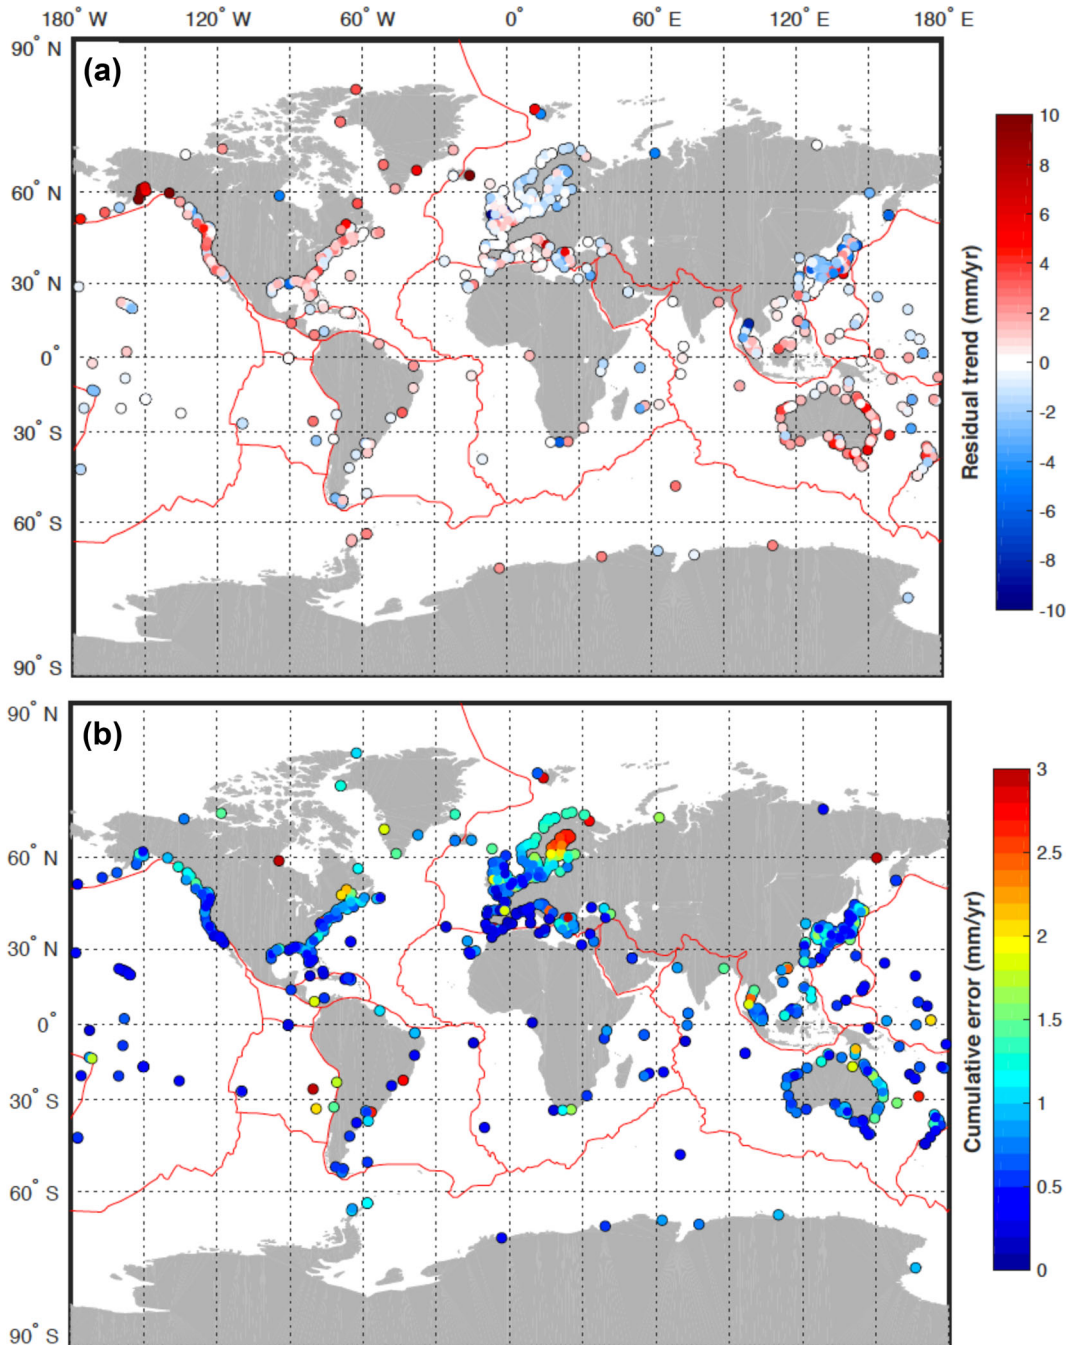 180° W 120° W 60° W 0° 60° E 120° E 180° E
90° N
(a)
60° N
30° N
0°
30° S
60° S
90° S
10
8
6
4
2
0
-2
-4
-6
-8
-10
Residual trend (mm/yr)
90° N
(b)
60° N
30° N
0°
30° S
60° S
90° S
3
2.5
2
1.5
1
0.5
0
Cumulative error (mm/yr)